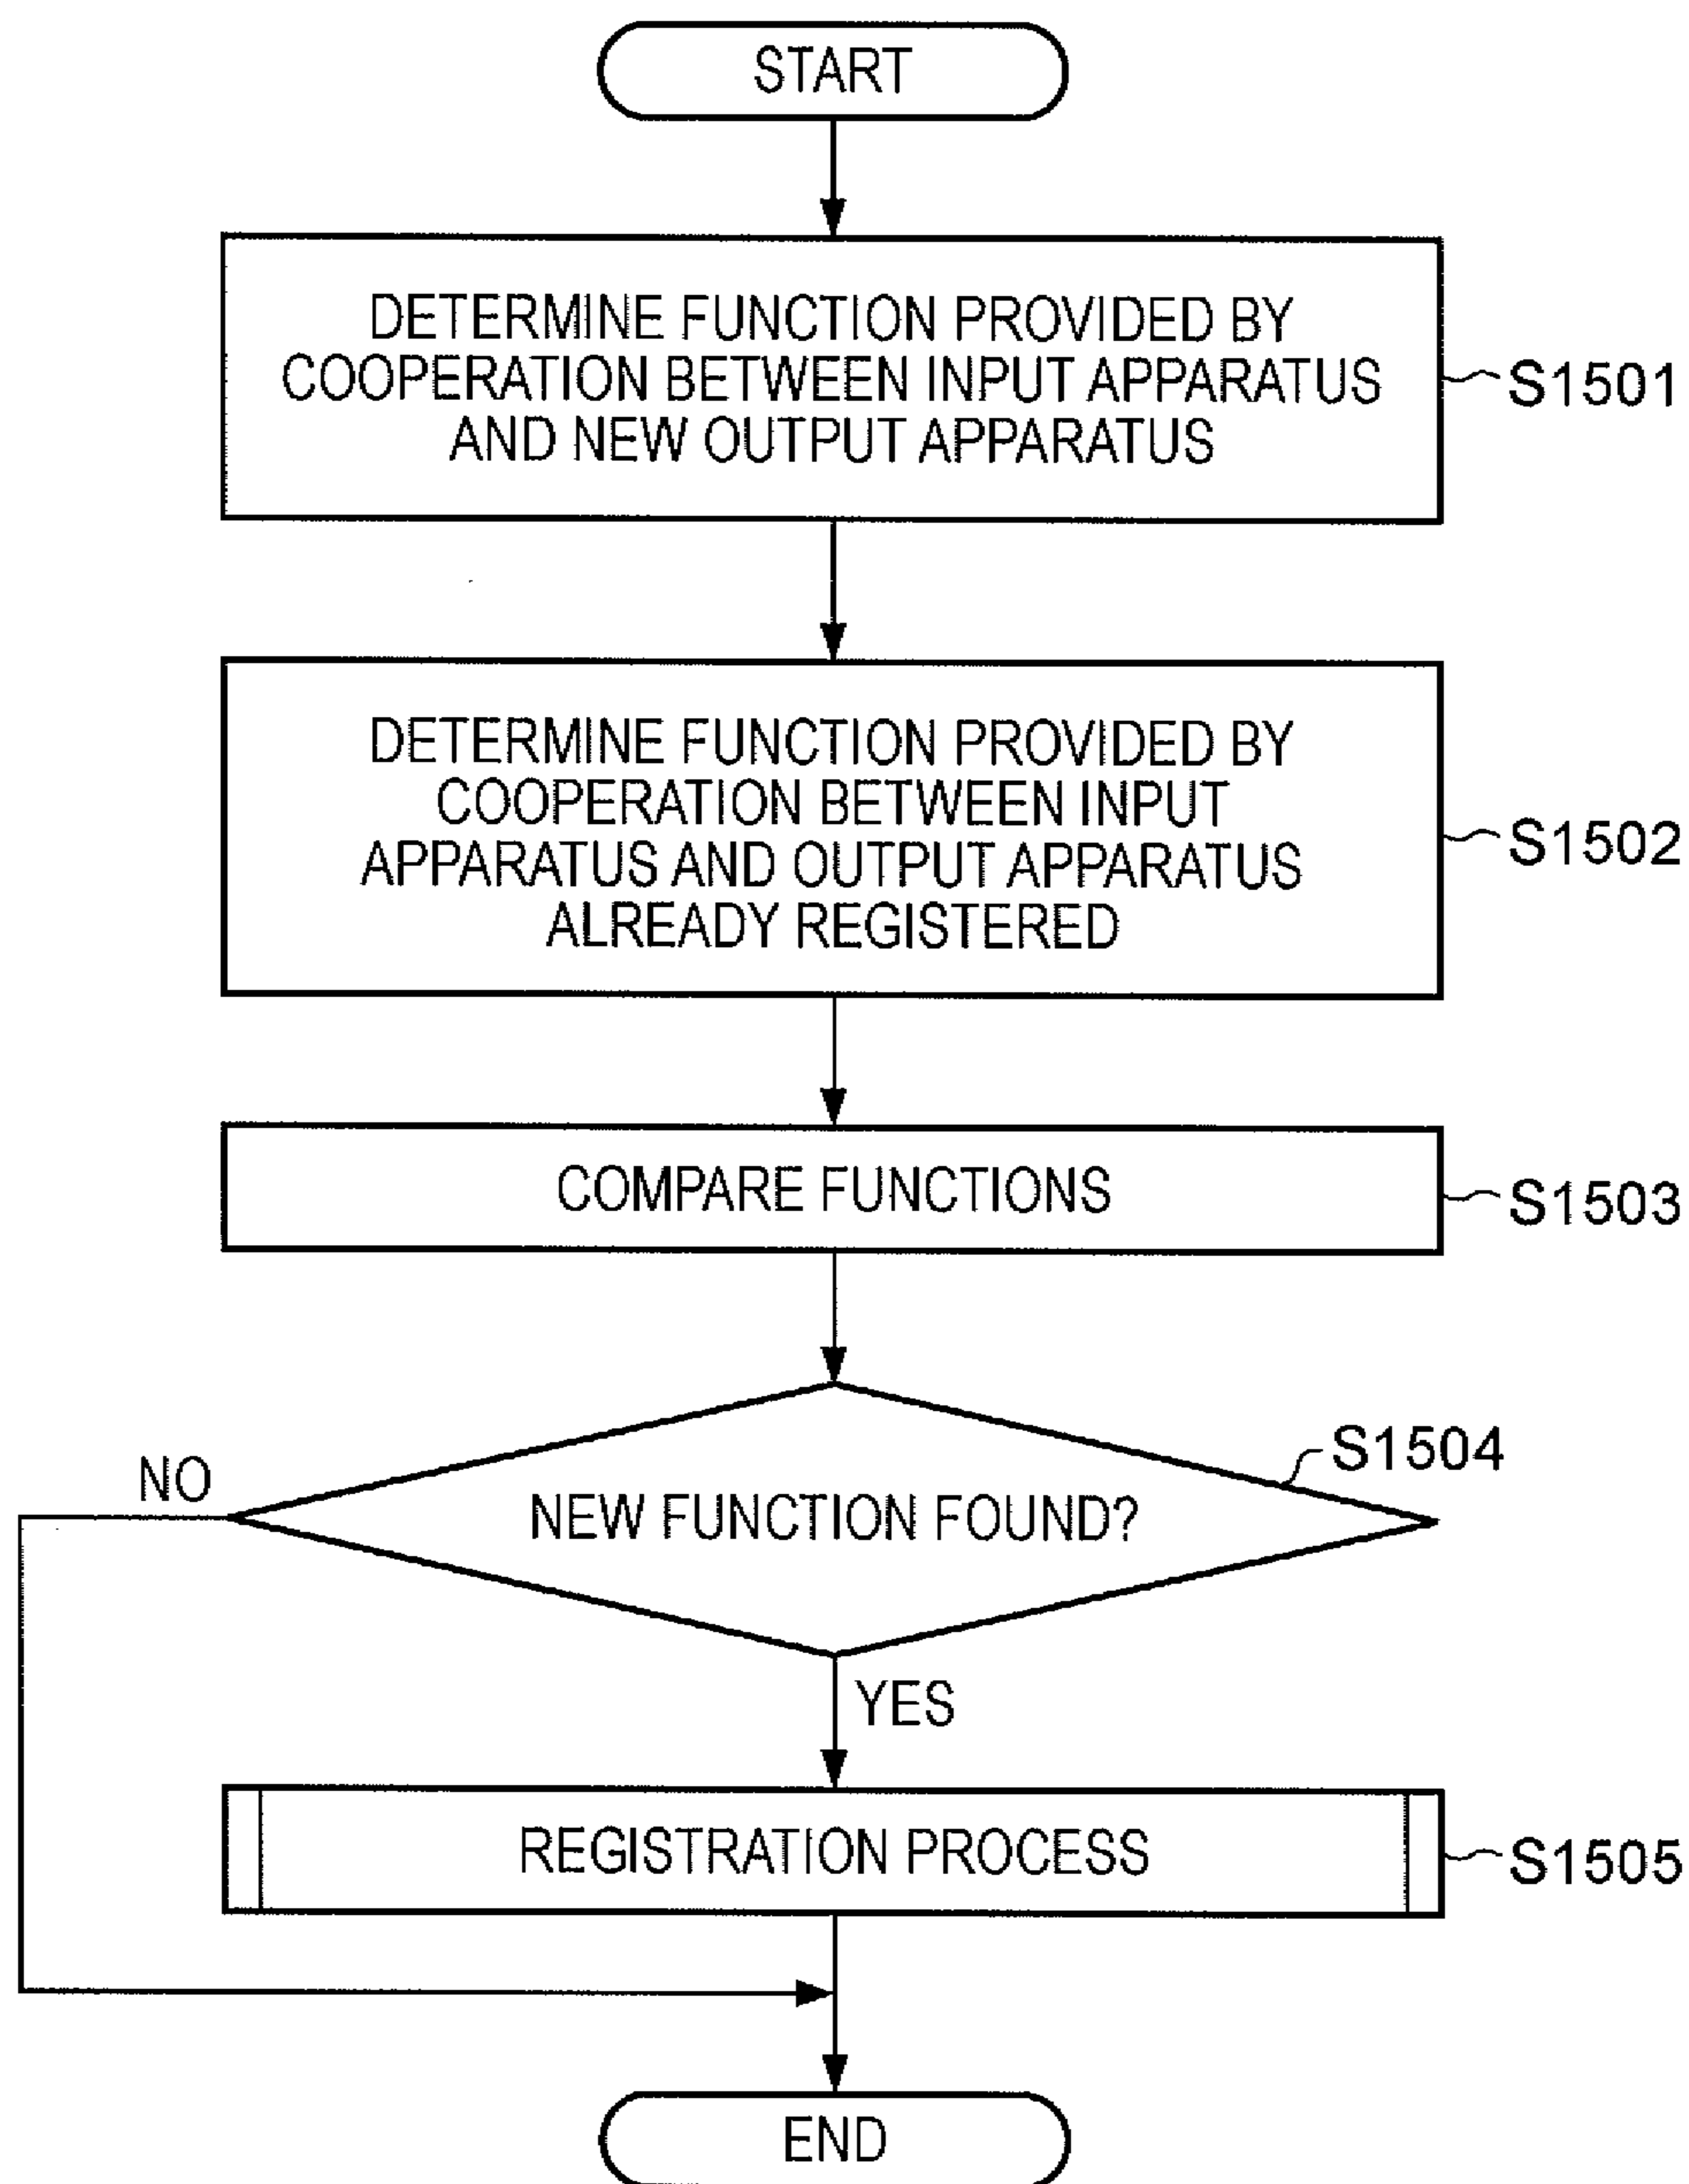 START
DETERMINE FUNCTION PROVIDED BY
COOPERATION BETWEEN INPUT APPARATUS
AND NEW OUTPUT APPARATUS
S1501
DETERMINE FUNCTION PROVIDED BY
COOPERATION BETWEEN INPUT
APPARATUS AND OUTPUT APPARATUS
ALREADY REGISTERED
S1502
COMPARE FUNCTIONS
S1503
S1504
NO
NEW FUNCTION FOUND?
YES
REGISTRATION PROCESS
S1505
END